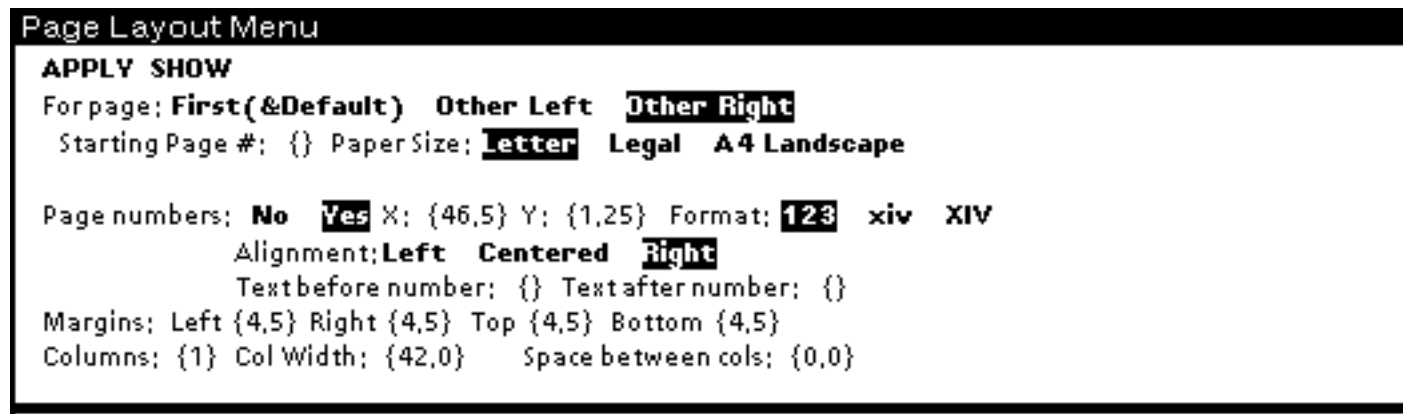 Page Layout Menu
APPLY SHOW
For page: First(&Default) Other Left Other Right
Starting Page #: {} Paper Size: Letter Legal A4 Landscape
Page numbers: No Yes X: {46,5} Y: {1,25} Format: 123 xiv XIV
Alignment: Left Centered Right
Text before number: {} Text after number: {}
Margins: Left {4,5} Right {4,5} Top {4,5} Bottom {4,5}
Columns: {1} Col Width: {42,0} Space between cols: {0,0}